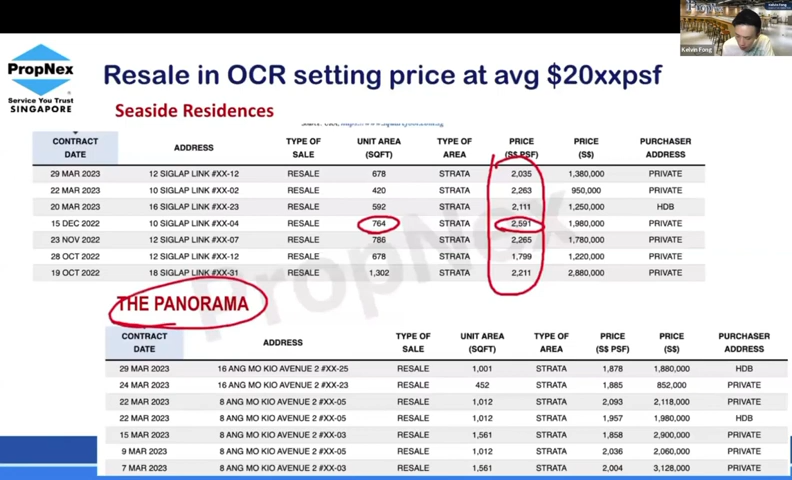 Kelvin Fong
PropNex
Service You Trust
SINGAPORE
Resale in OCR setting price at avg $20xxpsf
Seaside Residences
CONTRACT DATE ADDRESS TYPE OF SALE UNIT AREA (SQFT) TYPE OF AREA PRICE (S$ PSF) PRICE (S$) PURCHASER ADDRESS
29 MAR 2023 12 SIGLAP LINK #XX-12 RESALE 678 STRATA 2,035 1,380,000 PRIVATE
22 MAR 2023 10 SIGLAP LINK #XX-02 RESALE 420 STRATA 2,263 950,000 PRIVATE
20 MAR 2023 16 SIGLAP LINK #XX-23 RESALE 592 STRATA 2,111 1,250,000 HDB
15 DEC 2022 10 SIGLAP LINK #XX-04 RESALE 764 STRATA 2,591 1,980,000 PRIVATE
23 NOV 2022 12 SIGLAP LINK #XX-07 RESALE 786 STRATA 2,265 1,780,000 PRIVATE
28 OCT 2022 12 SIGLAP LINK #XX-12 RESALE 678 STRATA 1,799 1,220,000 PRIVATE
19 OCT 2022 18 SIGLAP LINK #XX-31 RESALE 1,302 STRATA 2,211 2,880,000 PRIVATE
PropNex
THE PANORAMA
CONTRACT DATE ADDRESS TYPE OF SALE UNIT AREA (SQFT) TYPE OF AREA PRICE (S$ PSF) PRICE (S$) PURCHASER ADDRESS
29 MAR 2023 16 ANG MO KIO AVENUE 2 #XX-25 RESALE 1,001 STRATA 1,878 1,880,000 HDB
24 MAR 2023 16 ANG MO KIO AVENUE 2 #XX-23 RESALE 452 STRATA 1,885 852,000 PRIVATE
22 MAR 2023 8 ANG MO KIO AVENUE 2 #XX-05 RESALE 1,012 STRATA 2,093 2,118,000 PRIVATE
22 MAR 2023 8 ANG MO KIO AVENUE 2 #XX-05 RESALE 1,012 STRATA 1,957 1,980,000 HDB
15 MAR 2023 8 ANG MO KIO AVENUE 2 #XX-03 RESALE 1,561 STRATA 1,858 2,900,000 PRIVATE
9 MAR 2023 8 ANG MO KIO AVENUE 2 #XX-05 RESALE 1,012 STRATA 2,036 2,060,000 PRIVATE
7 MAR 2023 8 ANG MO KIO AVENUE 2 #XX-03 RESALE 1,561 STRATA 2,004 3,128,000 PRIVATE